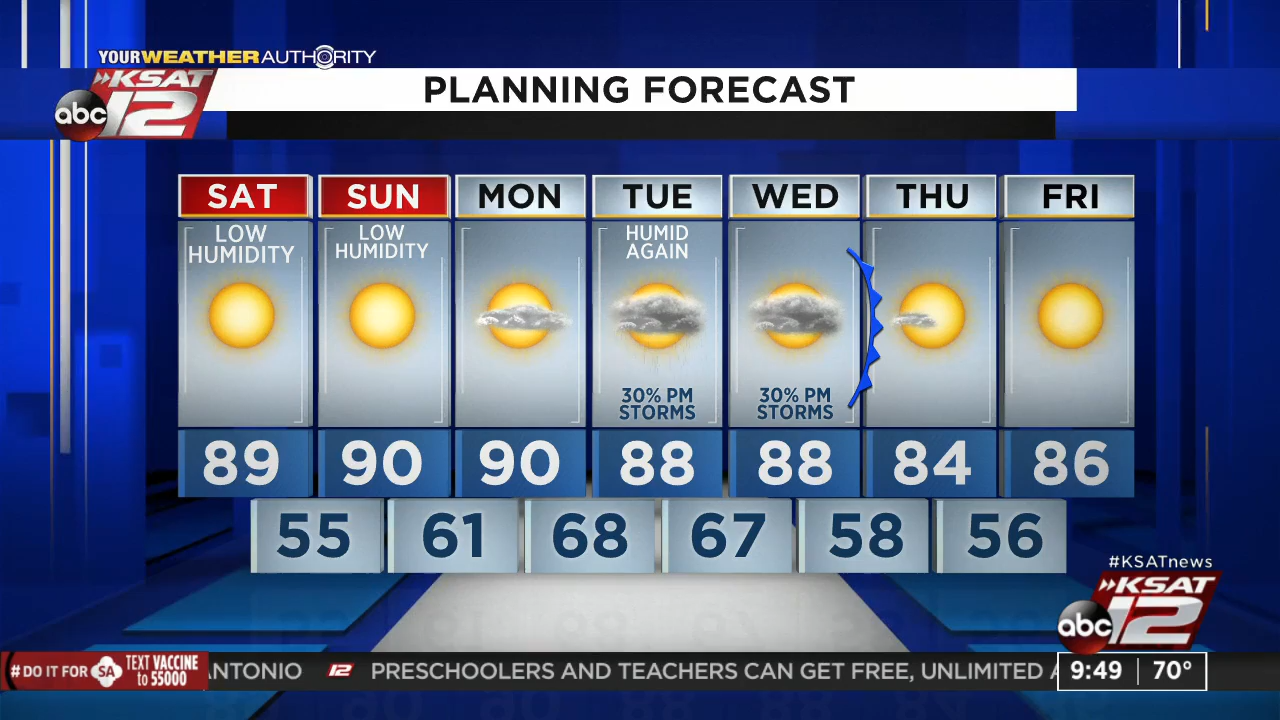 YOURWEATHERAUTHORITY
KSAT
abc 12
PLANNING FORECAST
SAT SUN MON TUE WED THU FRI
LOW HUMIDITY
LOW HUMIDITY
HUMID AGAIN
30% PM STORMS
30% PM STORMS
89 90 90 88 88 84 86
55 61 68 67 58 56
#KSATnews
KSAT
abc 12
# DO IT FOR SA TEXT VACCINE to 55000
ANTONIO 12 PRESCHOOLERS AND TEACHERS CAN GET FREE, UNLIMITED
9:49 70°